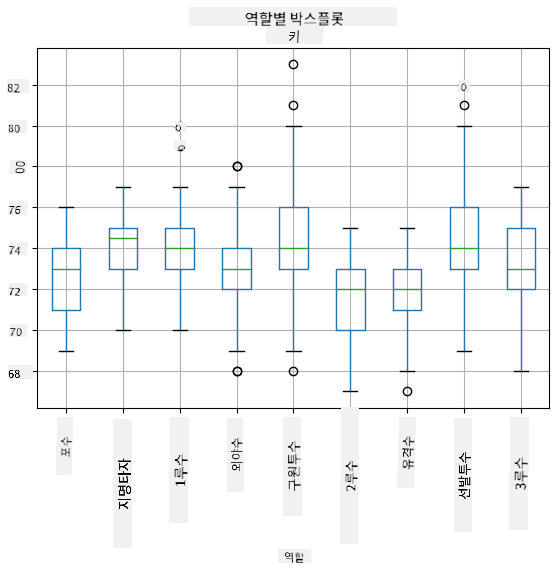 역할별 박스플롯
키
82
80
00
76
74
72
70
68
포수
지명타자
1루수
외야수
구원투수
2루수
유격수
선발투수
3루수
역할